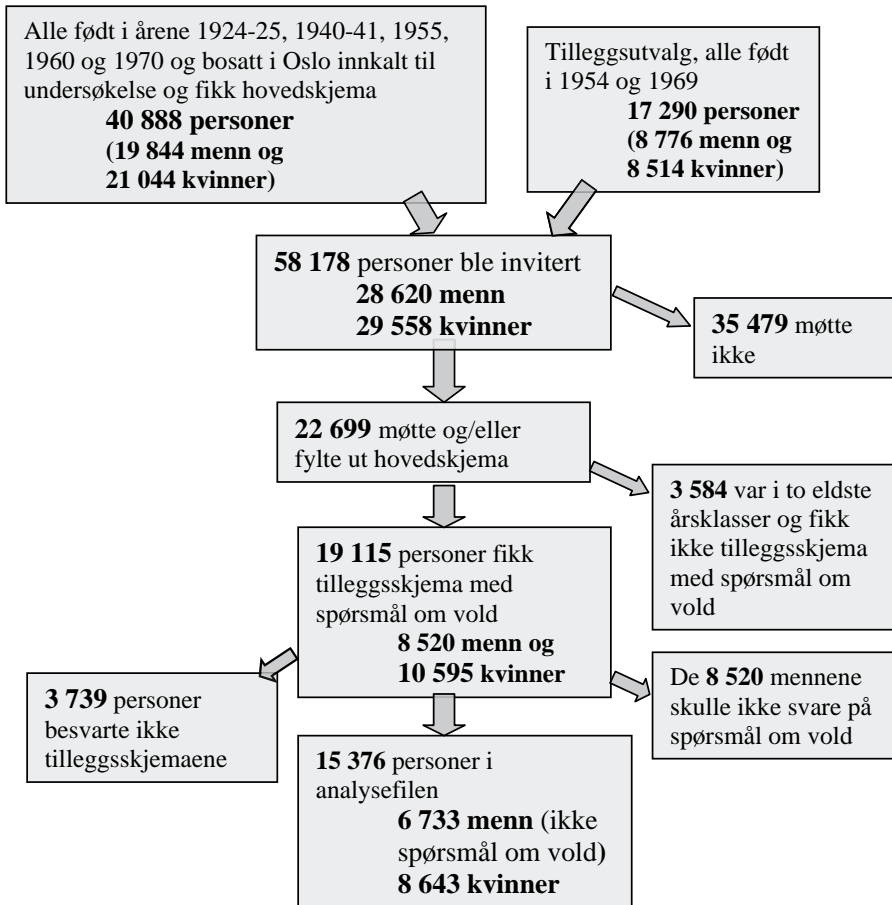 Alle født i årene 1924-25, 1940-41, 1955,
1960 og 1970 og bosatt i Oslo innkalt til
undersøkelse og fikk hovedskjema
40 888 personer
(19 844 menn og
21 044 kvinner)
Tilleggsutvalg, alle født
i 1954 og 1969
17 290 personer
(8 776 menn og
8 514 kvinner)
58 178 personer ble invitert
28 620 menn
29 558 kvinner
35 479 møtte
ikke
22 699 møtte og/eller
fylte ut hovedskjema
3 584 var i to eldste
årsklasser og fikk
ikke tilleggsskjema
med spørsmål om
vold
19 115 personer fikk
tilleggsskjema med
spørsmål om vold
8 520 menn og
10 595 kvinner
3 739 personer
besvarte ikke
tilleggsskjemaene
De 8 520 mennene
skulle ikke svare på
spørsmål om vold
15 376 personer i
analysefilen
6 733 menn (ikke
spørsmål om vold)
8 643 kvinner